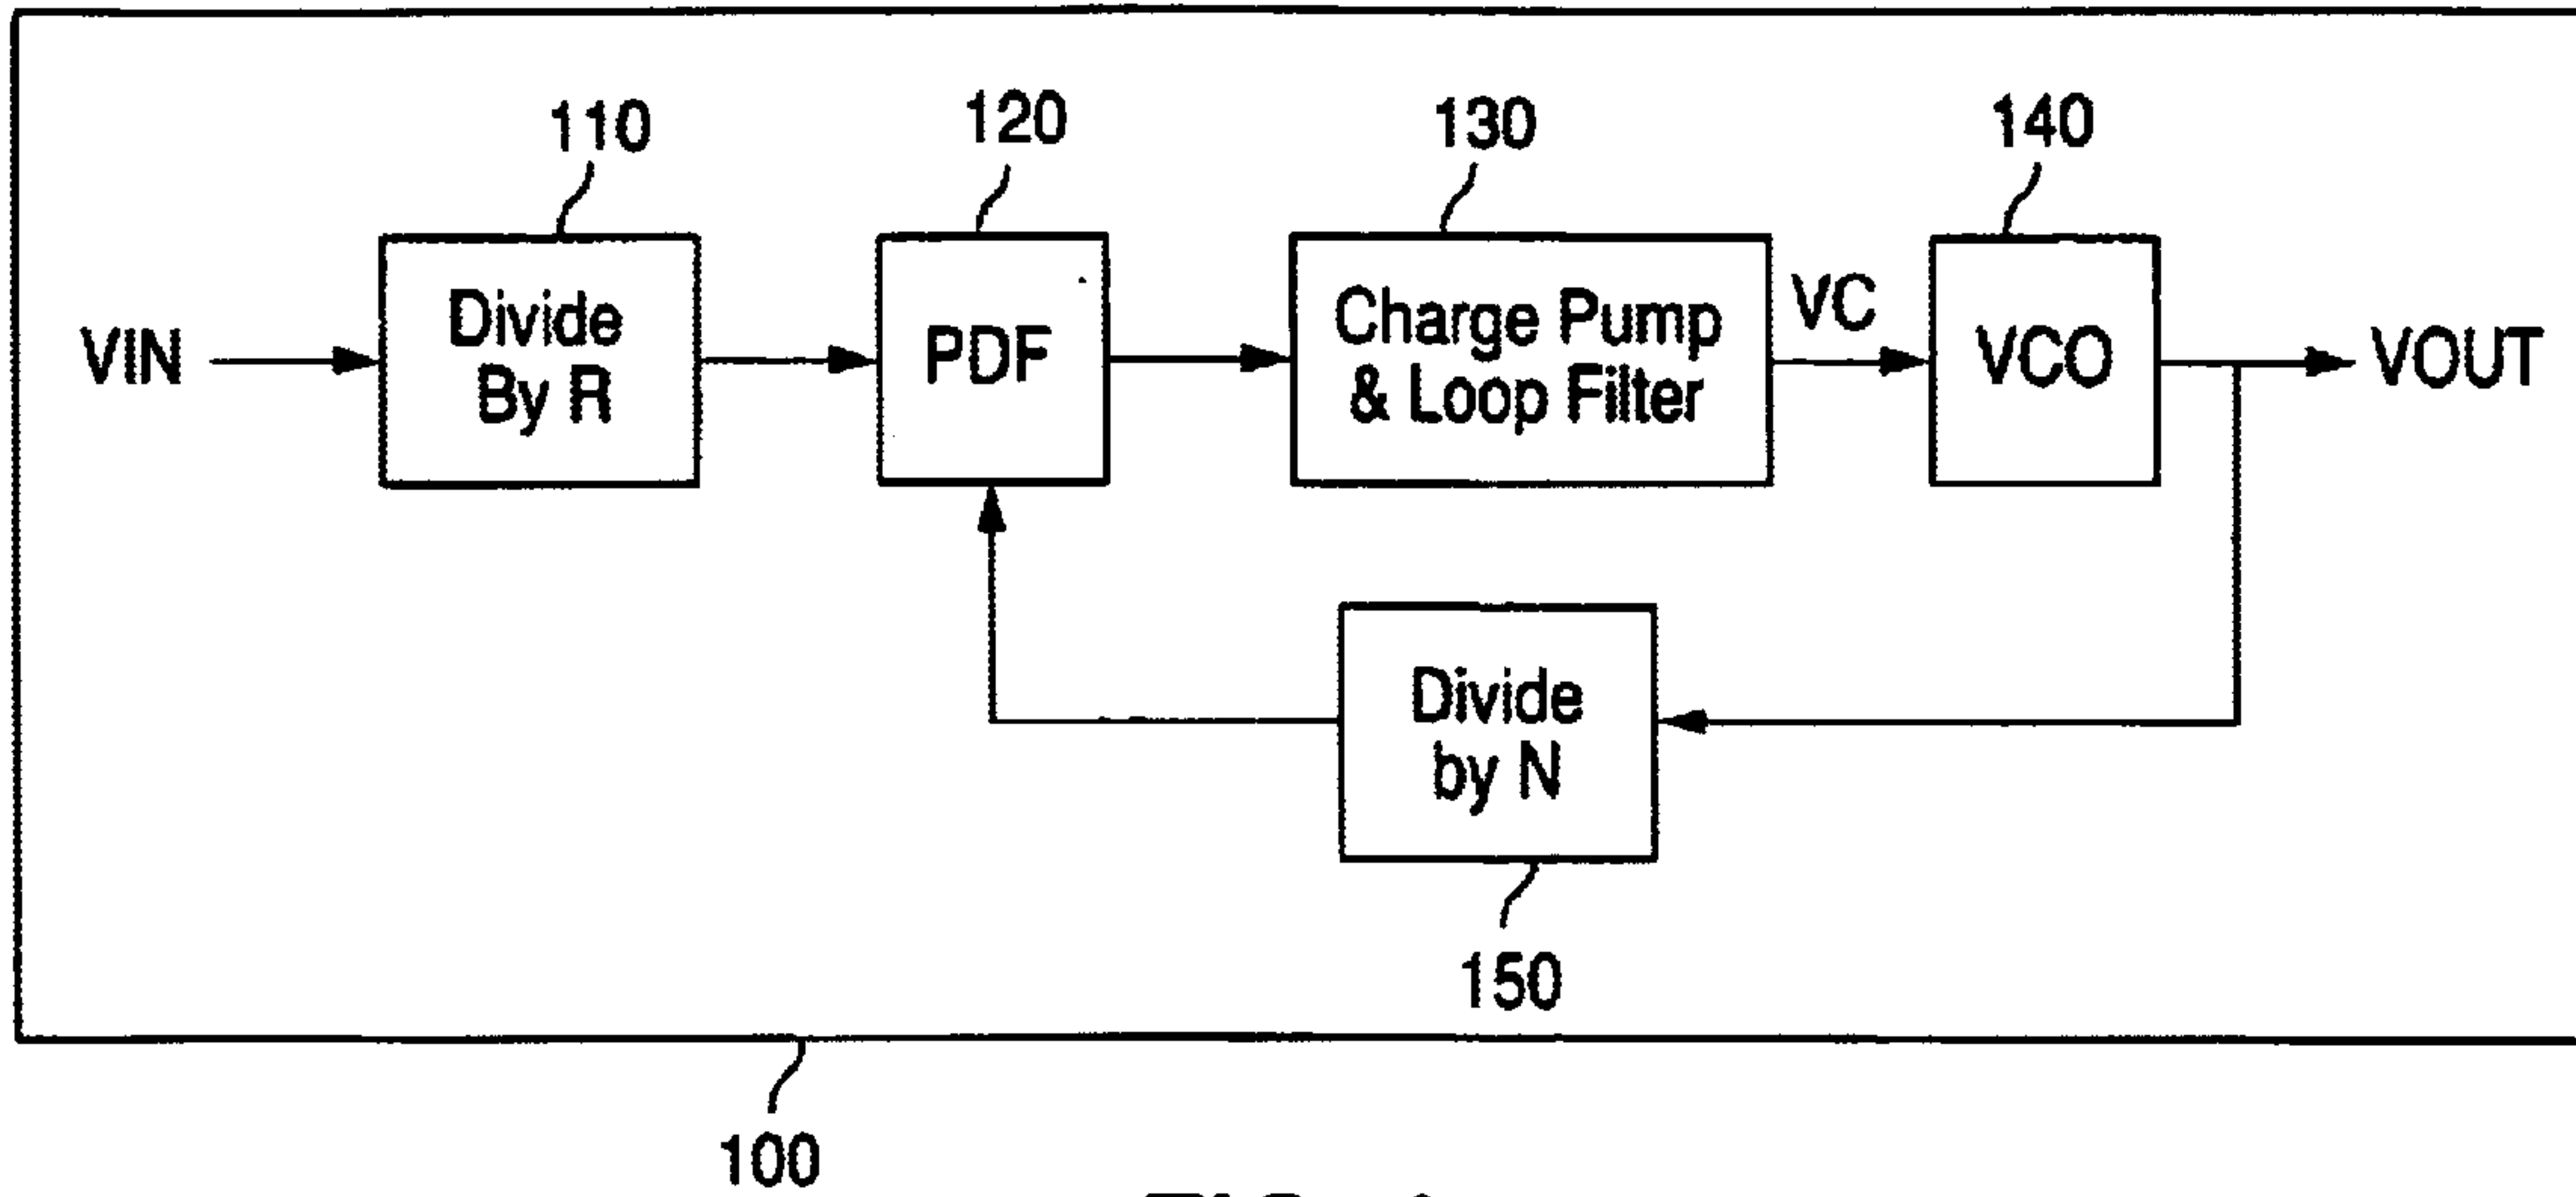 110
120
130
140
VIN
Divide
By R
PDF
Charge Pump
& Loop Filter
VC
VCO
VOUT
Divide
by N
150
100